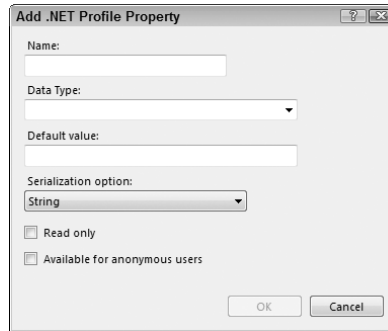 Add .NET Profile Property
Name:
Data Type:
Default value:
Serialization option:
String
Read only
Available for anonymous users
OK Cancel